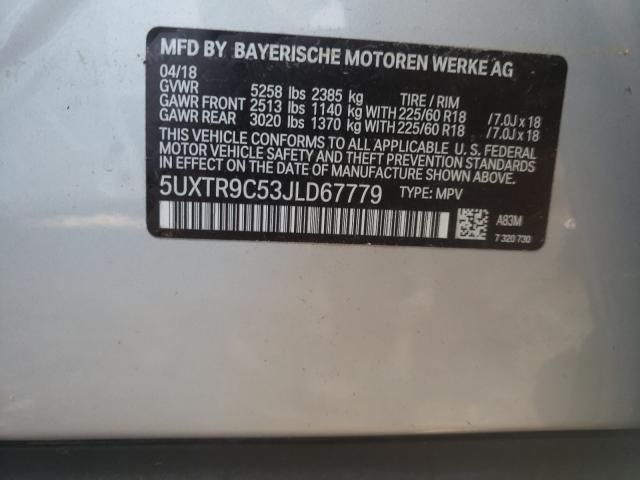 MFD BY BAYERISCHE MOTOREN WERKE AG
04/18
GVWR 5258 lbs 2385 kg TIRE / RIM
GAWR FRONT 2513 lbs 1140 kg WITH 225/60 R18 /7.0J x 18
GAWR REAR 3020 lbs 1370 kg WITH 225/60 R18 /7.0J x 18
THIS VEHICLE CONFORMS TO ALL APPLICABLE U. S. FEDERAL
MOTOR VEHICLE SAFETY AND THEFT PREVENTION STANDARDS
IN EFFECT ON THE DATE OF MANUFACTURE SHOWN ABOVE.
5UXTR9C53JLD67779 TYPE: MPV
A83M
7 320 730